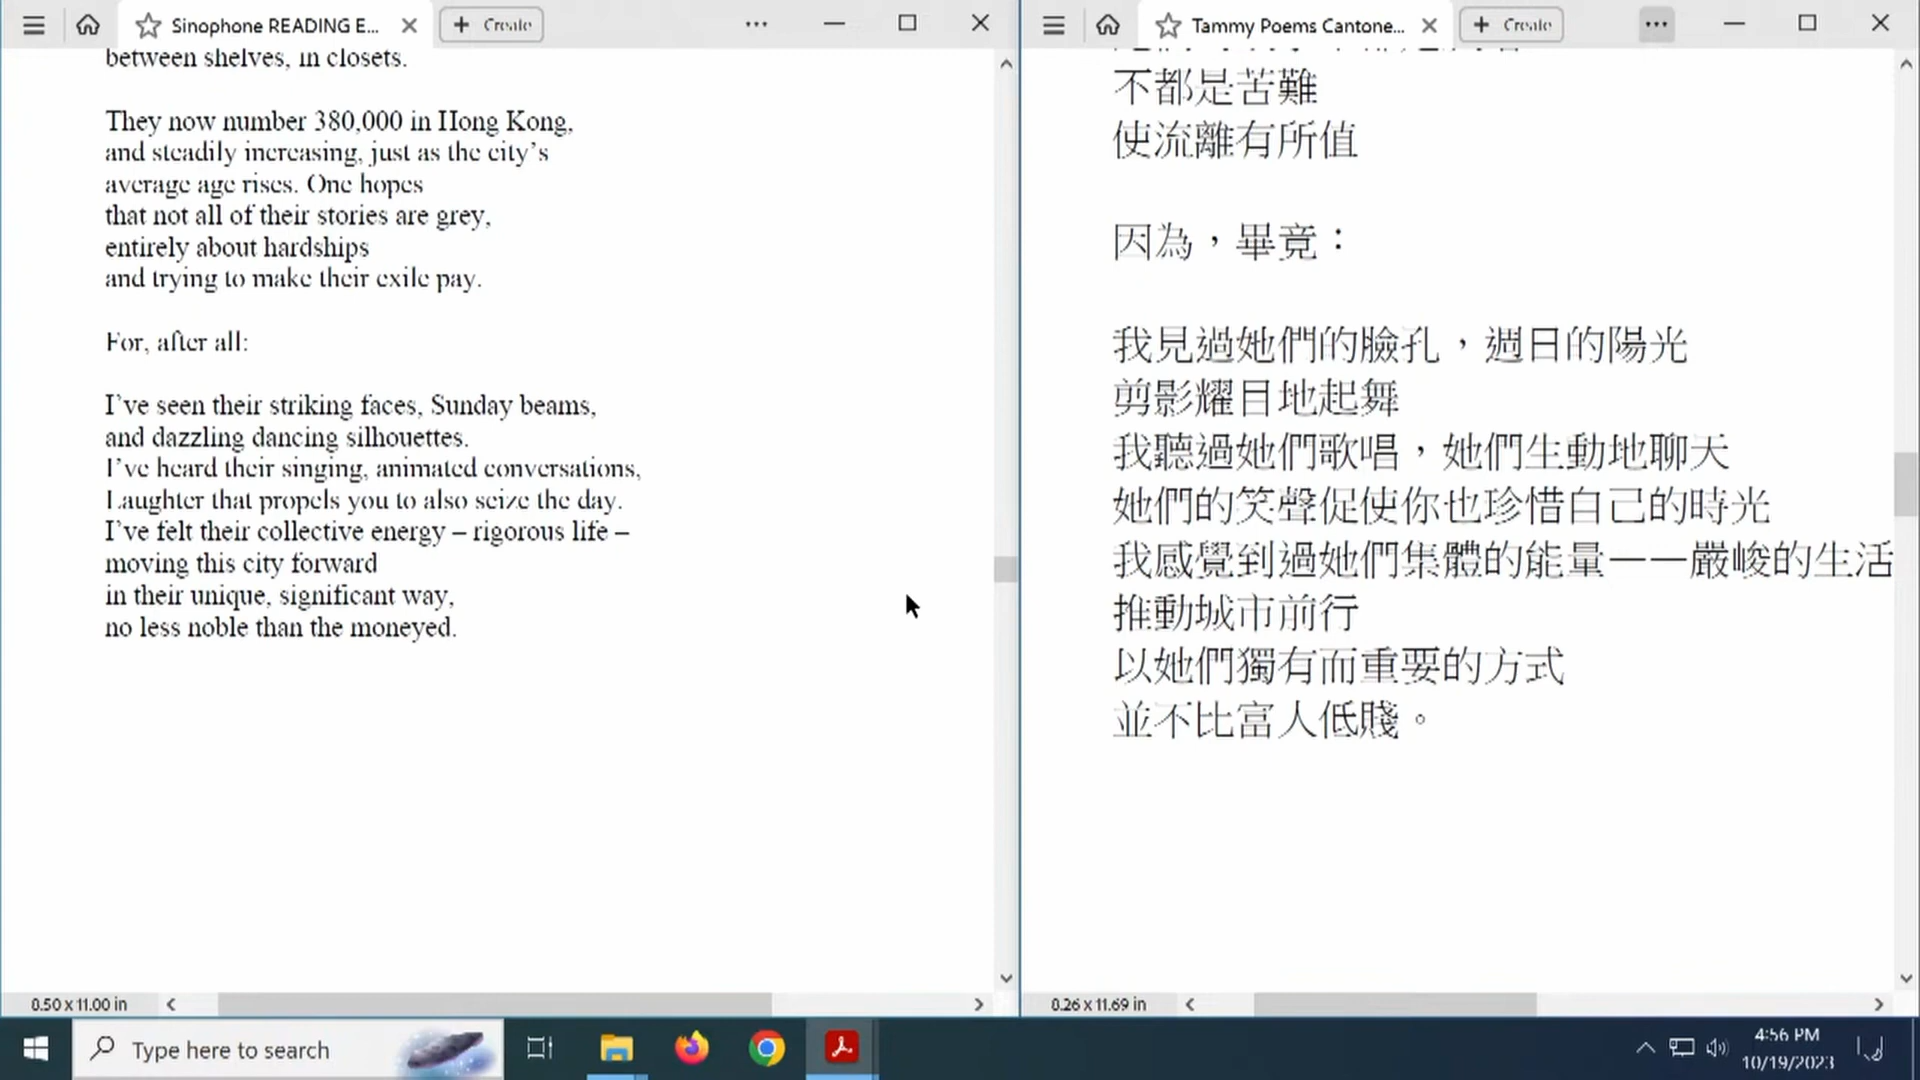 Sinophone READING E...
Create
between shelves, in closets.
They now number 380,000 in Hong Kong,
and steadily increasing, just as the city's
average age rises. One hopes
that not all of their stories are grey,
entirely about hardships
and trying to make their exile pay.
For, after all:
I've seen their striking faces, Sunday beams,
and dazzling dancing silhouettes.
I've heard their singing, animated conversations,
Laughter that propels you to also seize the day.
I've felt their collective energy – rigorous life –
moving this city forward
in their unique, significant way,
no less noble than the moneyed.
8.50 x 11.00 in
Tammy Poems Cantone...
Create
不都是苦難
使流離有所值
因為，畢竟：
我見過她們的臉孔，週日的陽光
剪影耀目地起舞
我聽過她們歌唱，她們生動地聊天
她們的笑聲促使你也珍惜自己的時光
我感覺到過她們集體的能量——嚴峻的生活
推動城市前行
以她們獨有而重要的方式
並不比富人低賤。
8.26 x 11.69 in
Type here to search
4:56 PM
10/19/2023